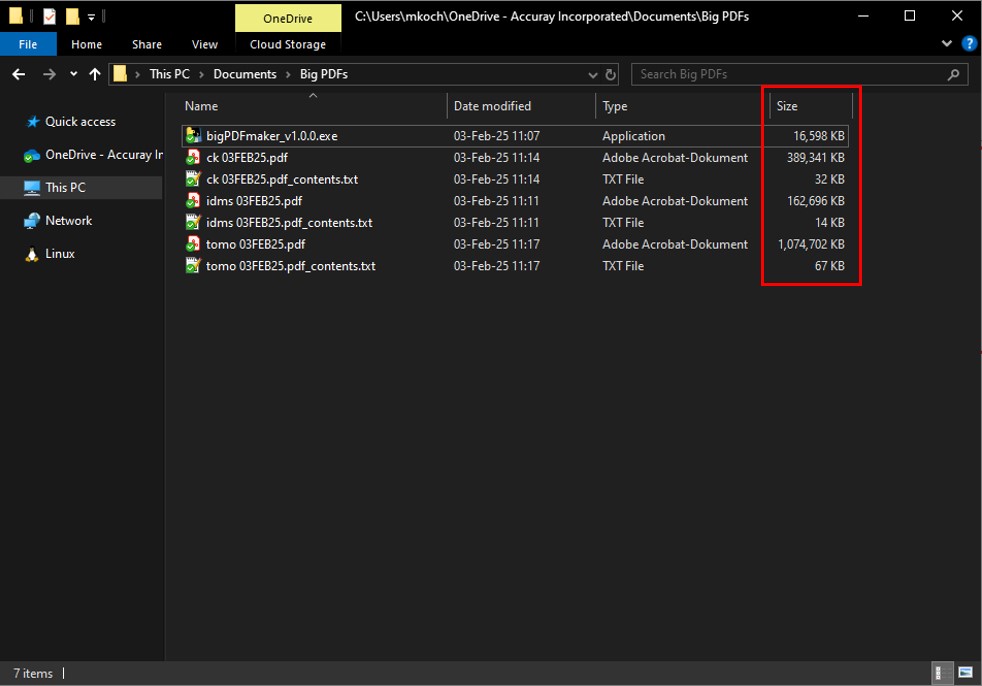 OneDrive C:\Users\mkoch\OneDrive - Accuray Incorporated\Documents\Big PDFs
File Home Share View Cloud Storage
This PC Documents Big PDFs Search Big PDFs
Name Date modified Type Size
Quick access
OneDrive - Accuray Ir
This PC
Network
Linux
bigPDFmaker_v1.0.0.exe 03-Feb-25 11:07 Application 16,598 KB
ck 03FEB25.pdf 03-Feb-25 11:14 Adobe Acrobat-Dokument 389,341 KB
ck 03FEB25.pdf_contents.txt 03-Feb-25 11:14 TXT File 32 KB
idms 03FEB25.pdf 03-Feb-25 11:11 Adobe Acrobat-Dokument 162,696 KB
idms 03FEB25.pdf_contents.txt 03-Feb-25 11:11 TXT File 14 KB
tomo 03FEB25.pdf 03-Feb-25 11:17 Adobe Acrobat-Dokument 1,074,702 KB
tomo 03FEB25.pdf_contents.txt 03-Feb-25 11:17 TXT File 67 KB
7 items